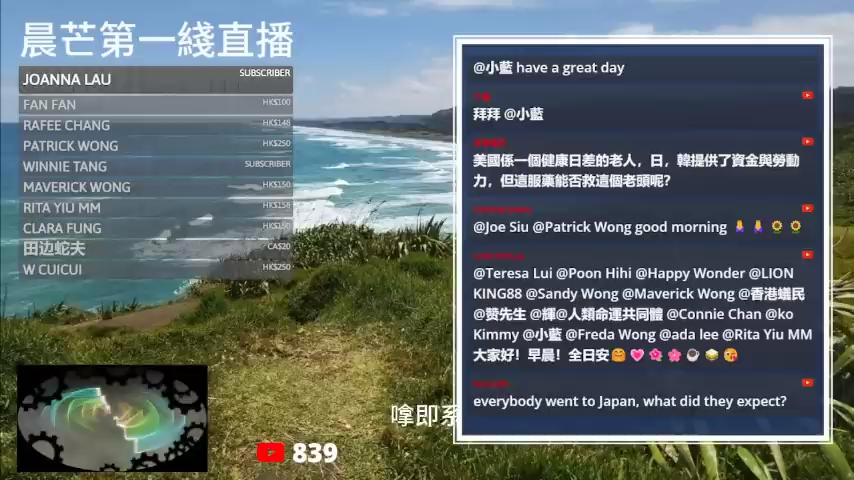 晨芒第一綫直播
JOANNA LAU SUBSCRIBER
FAN FAN HK$100
RAFEE CHANG HK$148
PATRICK WONG HK$250
WINNIE TANG SUBSCRIBER
MAVERICK WONG HK$150
RITA YIU MM HK$158
CLARA FUNG
田边蛇夫 CA$20
W CUICUI HK$250
839
嗱即系
@小藍 have a great day
拜拜 @小藍
美國係一個健康日差的老人，日，韓提供了資金與勞動
力，但這服藥能否救這個老頭呢？
@Joe Siu @Patrick Wong good morning
@Teresa Lui @Poon Hihi @Happy Wonder @LION
KING88 @Sandy Wong @Maverick Wong @香港蟻民
@赞先生 @輝@人類命運共同體 @Connie Chan @ko
Kimmy @小藍 @Freda Wong @ada lee @Rita Yiu MM
大家好！早晨！全日安
everybody went to Japan, what did they expect?